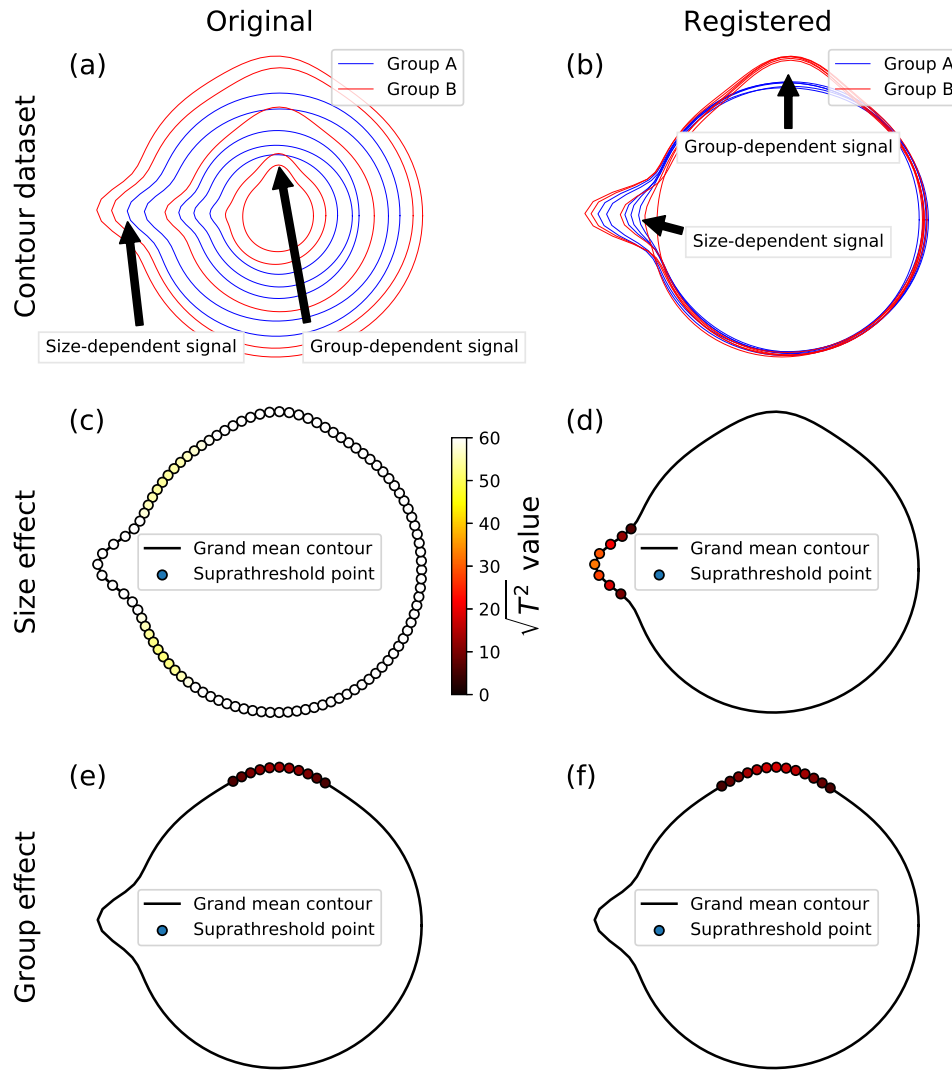 Original
Registered
Contour dataset
(a)
Group A
Group B
Size-dependent signal
Group-dependent signal
(b)
Group A
Group B
Group-dependent signal
Size-dependent signal
Size effect
(c)
Grand mean contour
Suprathreshold point
60
50
40
30
20
10
0
√T² value
(d)
Grand mean contour
Suprathreshold point
Group effect
(e)
Grand mean contour
Suprathreshold point
(f)
Grand mean contour
Suprathreshold point